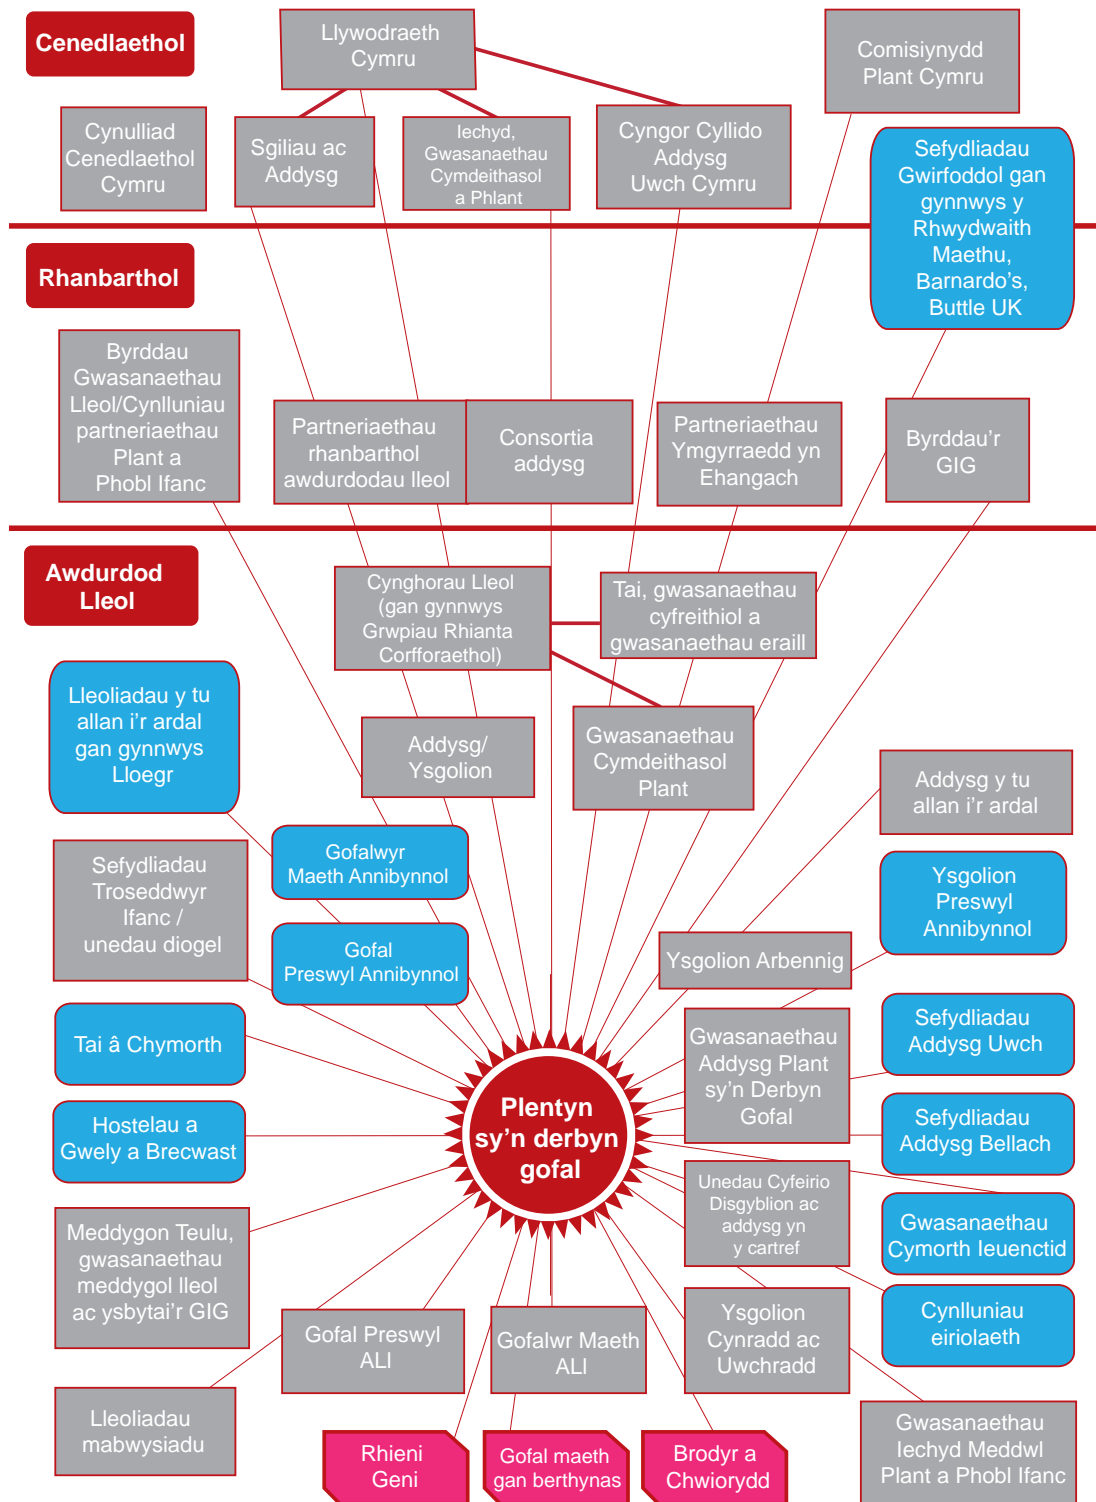 Cenedlaethol
Llywodraeth
Cymru
Comisiynydd
Plant Cymru
Cynulliad
Cenedlaethol
Cymru
Sgiliau ac
Addysg
Iechyd,
Gwasanaethau
Cymdeithasol
a Phlant
Cyngor Cyllido
Addysg
Uwch Cymru
Sefydliadau
Gwirfoddol gan
gynnwys y
Rhwydwaith
Maethu,
Barnardo’s,
Buttle UK
Rhanbarthol
Byrddau
Gwasanaethau
Lleol/Cynlluniau
partneriaethau
Plant a
Phobl Ifanc
Partneriaethau
rhanbarthol
awdurdodau lleol
Consortia
addysg
Partneriaethau
Ymgyrraedd yn
Ehangach
Byrddau’r
GIG
Awdurdod
Lleol
Cynghorau Lleol
(gan gynnwys
Grwpiau Rhianta
Corfforaethol)
Tai, gwasanaethau
cyfreithiol a
gwasanaethau eraill
Lleoliadau y tu
allan i’r ardal
gan gynnwys
Lloegr
Addysg/
Ysgolion
Gwasanaethau
Cymdeithasol
Plant
Addysg y tu
allan i’r ardal
Sefydliadau
Troseddwyr
Ifanc /
unedau diogel
Gofalwyr
Maeth Annibynnol
Ysgolion
Preswyl
Annibynnol
Gofal
Preswyl Annibynnol
Ysgolion Arbennig
Tai â Chymorth
Gwasanaethau
Addysg Plant
sy’n Derbyn
Gofal
Sefydliadau
Addysg Uwch
Plentyn
sy’n derbyn
gofal
Hostelau a
Gwely a Brecwast
Sefydliadau
Addysg Bellach
Unedau Cyfeirio
Disgyblion ac
addysg yn
y cartref
Gwasanaethau
Cymorth Ieuenctid
Meddygon Teulu,
gwasanaethau
meddygol lleol
ac ysbytai’r GIG
Gofal Preswyl
ALl
Gofalwr Maeth
ALl
Ysgolion
Cynradd ac
Uwchradd
Cynlluniau
eiriolaeth
Lleoliadau
mabwysiadu
Rhieni
Geni
Gofal maeth
gan berthynas
Brodyr a
Chwiorydd
Gwasanaethau
Iechyd Meddwl
Plant a Phobl Ifanc